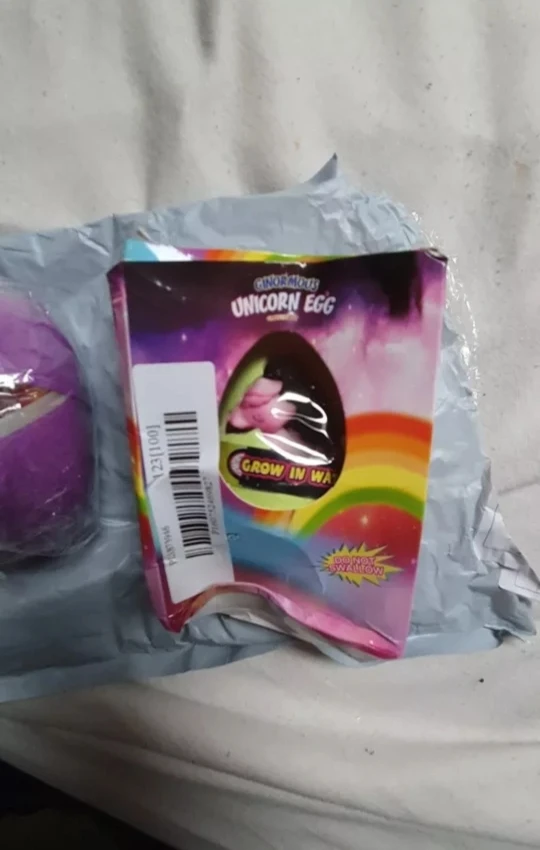 GINORMOUS
UNICORN EGG
GROW IN WA
DO NOT
SWALLOW